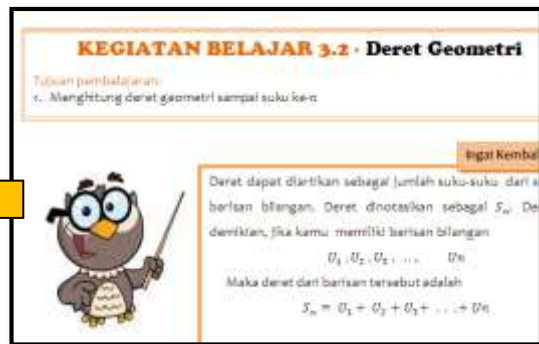 KEGIATAN BELAJAR 3.2 - Deret Geometri
Tujuan pembelajaran:
1. Menghitung deret geometri sampai suku ke-n
Ingat Kembal
Deret dapat diartikan sebagai jumlah suku-suku dari s
barisan bilangan. Deret dinotasikan sebagai Sₙ. De
demikian, jika kamu memiliki barisan bilangan
U₁, U₂, U₃, ..., Un
Maka deret dari barisan tersebut adalah
Sₙ = U₁ + U₂ + U₃ + . . . + Un